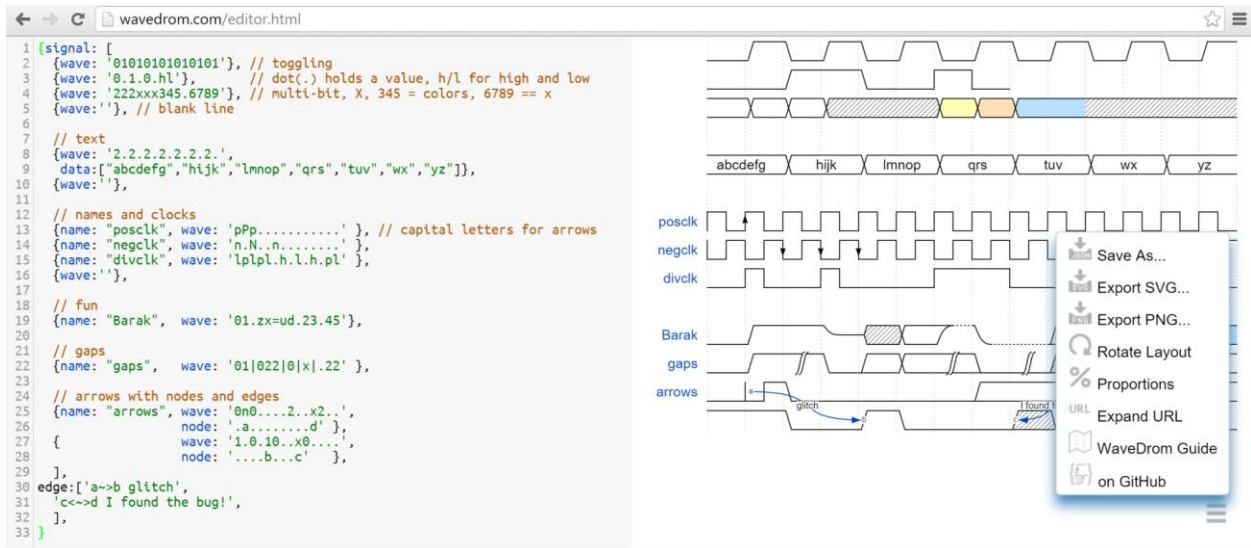 wavedrom.com/editor.html
1 {signal: [
2   {wave: '01010101010101'}, // toggling
3   {wave: '0.1.0.hl'},       // dot(.) holds a value, h/l for high and low
4   {wave: '222xxx345.6789'}, // multi-bit, X, 345 = colors, 6789 == x
5   {wave:''}, // blank line
6
7   // text
8   {wave: '2.2.2.2.2.2.2.',
9    data:["abcdefg","hijk","lmnop","qrs","tuv","wx","yz"]},
10   {wave:''},
11
12   // names and clocks
13   {name: "posclk", wave: 'pPp...........' }, // capital letters for arrows
14   {name: "negclk", wave: 'n.N..n........' },
15   {name: "divclk", wave: 'lplpl.h.l.h.pl' },
16   {wave:''},
17
18   // fun
19   {name: "Barak",  wave: '01.zx=ud.23.45'},
20
21   // gaps
22   {name: "gaps",   wave: '01|022|0|x|.22' },
23
24   // arrows with nodes and edges
25   {name: "arrows", wave: '0n0....2..x2..',
26                    node: '.a........d' },
27   {                wave: '1.0.10..x0....',
28                    node: '....b...c'   },
29   ],
30 edge:['a~>b glitch',
31   'c<~>d I found the bug!',
32   ],
33 }
abcdefg hijk lmnop qrs tuv wx yz
posclk
negclk
divclk
Barak
gaps
arrows
a
glitch
b
I found t
c
JSON Save As...
SVG Export SVG...
PNG Export PNG...
Rotate Layout
% Proportions
URL Expand URL
WaveDrom Guide
on GitHub